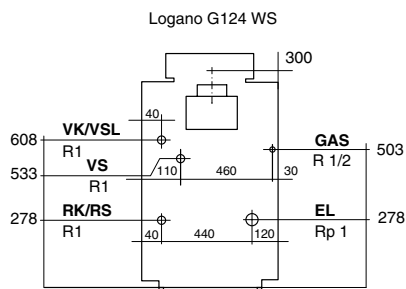 Logano G124 WS
300
40
VK/VSL
608
R1
GAS
503
R 1/2
VS
533
R1
110
460
30
RK/RS
278
R1
EL
278
Rp 1
40
440
120